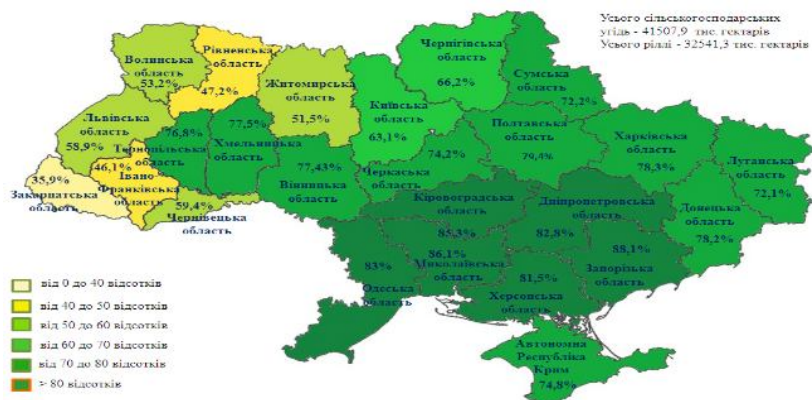 Усього сільськогосподарських
угідь - 41507,9 тис. гектарів
Усього ріллі - 32541,3 тис. гектарів
Волинська
область
53,2%
Рівненська
область
47,2%
Житомирська
область
51,5%
Київська
область
63,1%
Чернігівська
область
66,2%
Сумська
область
72,2%
Львівська
область
58,9%
Тернопільська
область
76,8%
Хмельницька
область
77,5%
Вінницька
область
77,43%
Черкаська
область
74,2%
Полтавська
область
79,4%
Харківська
область
78,3%
Луганська
область
72,1%
Донецька
область
78,2%
Закарпатська
область
35,9%
Івано
Франківська
область
46,1%
Чернівецька
область
59,4%
Кіровоградська
область
85,3%
Дніпропетровська
область
82,8%
Запорізька
область
88,1%
Миколаївська
область
86,1%
Одеська
область
83%
Херсонська
область
81,5%
Автономна
Республіка
Крим
74,8%
від 0 до 40 відсотків
від 40 до 50 відсотків
від 50 до 60 відсотків
від 60 до 70 відсотків
від 70 до 80 відсотків
> 80 відсотків